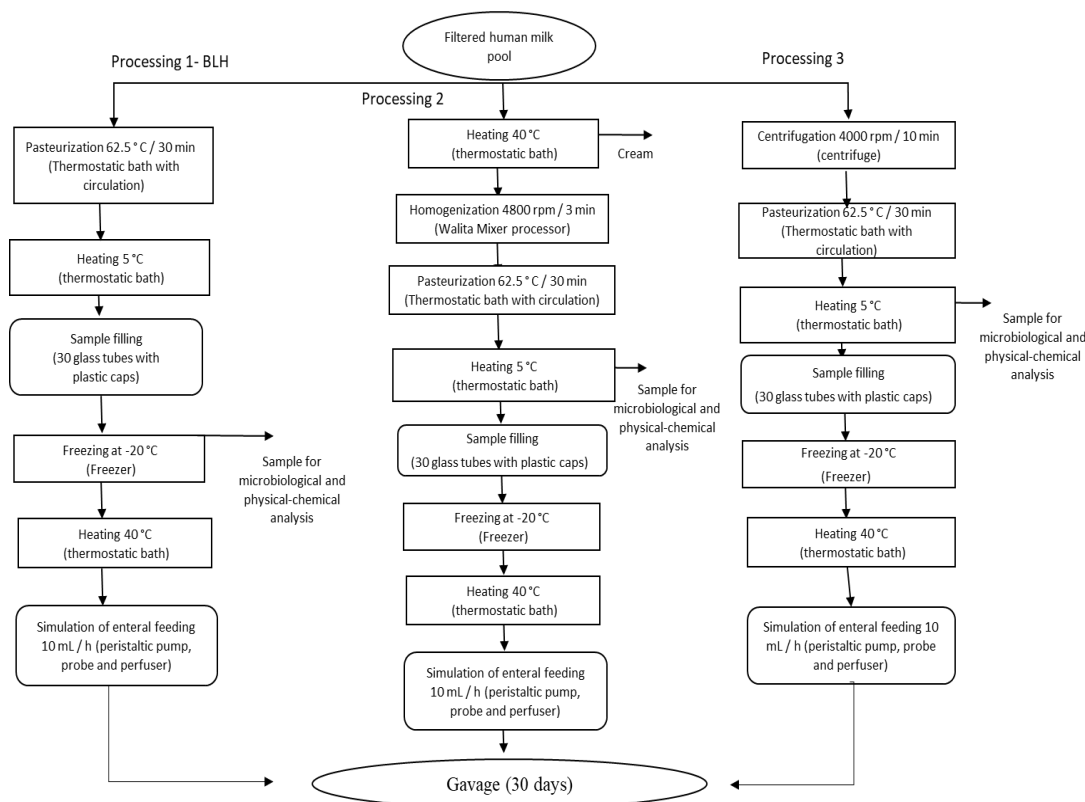 Filtered human milk
pool
Processing 1- BLH
Processing 2
Processing 3
Pasteurization 62.5 ° C / 30 min
(Thermostatic bath with
circulation)
Heating 5 °C
(thermostatic bath)
Sample filling
(30 glass tubes with
plastic caps)
Freezing at -20 °C
(Freezer)
Sample for
microbiological and
physical-chemical
analysis
Heating 40 °C
(thermostatic bath)
Simulation of enteral feeding
10 mL / h (peristaltic pump,
probe and perfuser)
Heating 40 °C
(thermostatic bath)
Cream
Homogenization 4800 rpm / 3 min
(Walita Mixer processor)
Pasteurization 62.5 ° C / 30 min
(Thermostatic bath with circulation)
Heating 5 °C
(thermostatic bath)
Sample for
microbiological and
physical-chemical
analysis
Sample filling
(30 glass tubes with plastic caps)
Freezing at -20 °C
(Freezer)
Heating 40 °C
(thermostatic bath)
Simulation of enteral feeding
10 mL / h (peristaltic pump,
probe and perfuser)
Centrifugation 4000 rpm / 10 min
(centrifuge)
Pasteurization 62.5 ° C / 30 min
(Thermostatic bath with
circulation)
Heating 5 °C
(thermostatic bath)
Sample for
microbiological and
physical-chemical
analysis
Sample filling
(30 glass tubes with plastic caps)
Freezing at -20 °C
(Freezer)
Heating 40 °C
(thermostatic bath)
Simulation of enteral feeding 10
mL / h (peristaltic pump, probe
and perfuser)
Gavage (30 days)